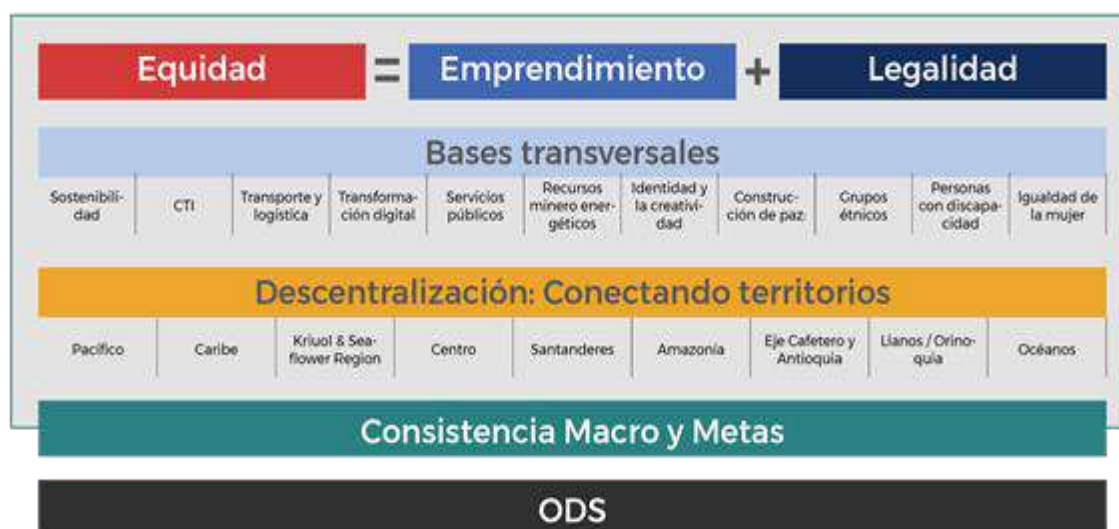 Equidad = Emprendimiento + Legalidad
Bases transversales
Sostenibili-
dad
CTI
Transporte y
logística
Transforma-
ción digital
Servicios
públicos
Recursos
minero ener-
géticos
Identidad y
la creativi-
dad
Construc-
ción de paz
Grupos
étnicos
Personas
con discapa-
cidad
Igualdad de
la mujer
Descentralización: Conectando territorios
Pacífico
Caribe
Kriuol & Sea-
flower Region
Centro
Santanderes
Amazonía
Eje Cafetero y
Antioquia
Llanos / Orino-
quia
Océanos
Consistencia Macro y Metas
ODS